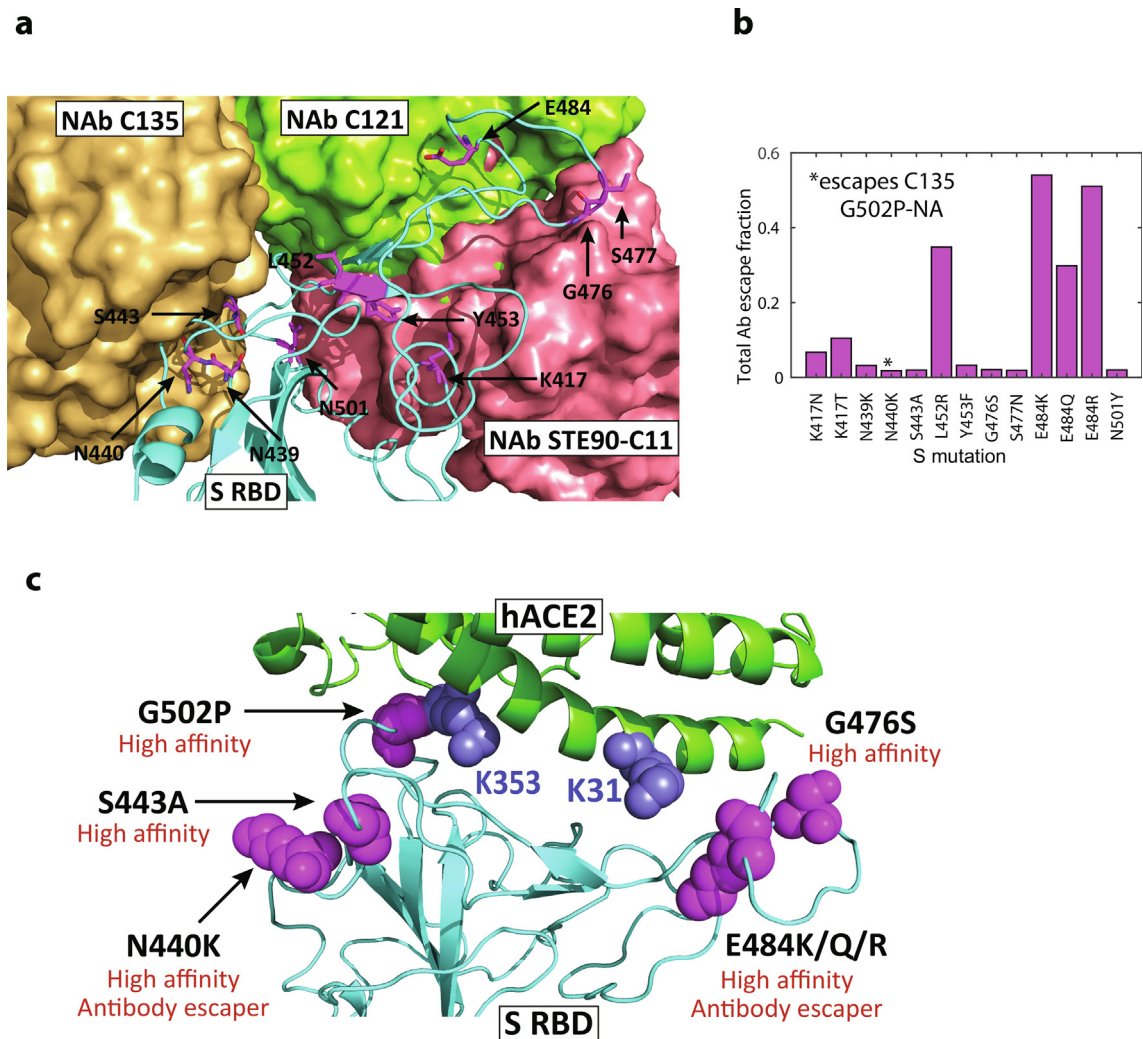 a
NAb C135
NAb C121
E484
S477
G476
L452
S443
Y453
K417
N501
N440
N439
NAb STE90-C11
S RBD
b
Total Ab escape fraction
0.6
0.4
0.2
0
*escapes C135
G502P-NA
*
K417N
K417T
N439K
N440K
S443A
L452R
Y453F
G476S
S477N
E484K
E484Q
E484R
N501Y
S mutation
c
hACE2
G502P
High affinity
K353
K31
G476S
High affinity
S443A
High affinity
N440K
High affinity
Antibody escaper
E484K/Q/R
High affinity
Antibody escaper
S RBD